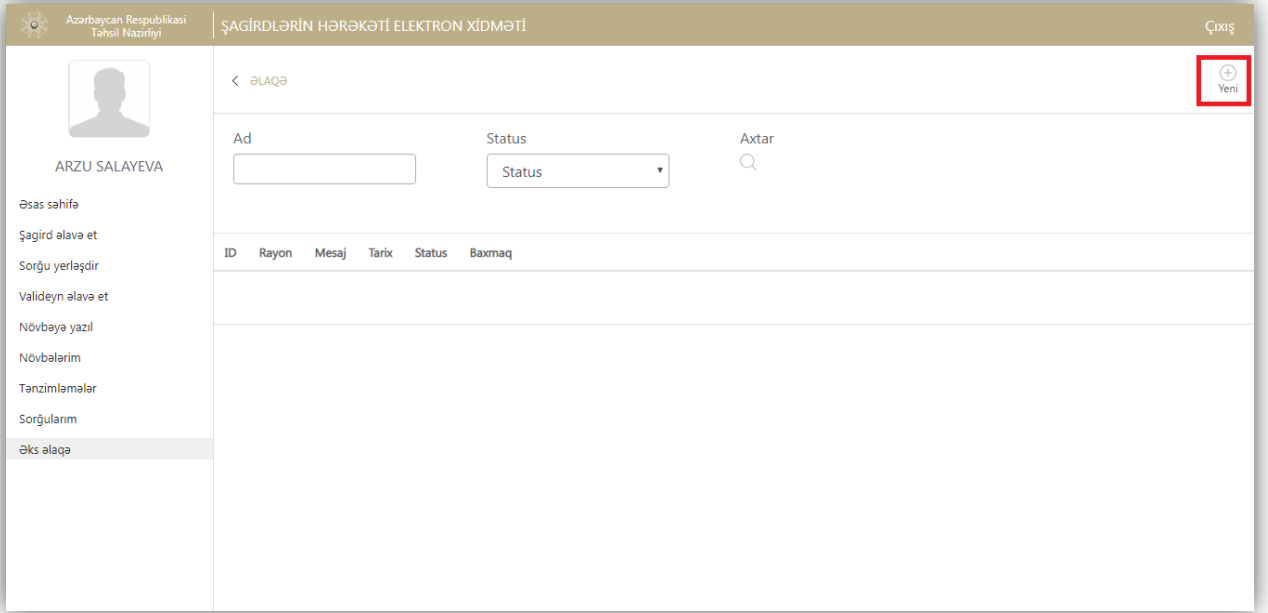 Azərbaycan Respublikasi
Təhsil Nazirliyi
ŞAGİRDLƏRİN HƏRƏKƏTİ ELEKTRON XİDMƏTİ
Çıxış
ƏLAQƏ
Yeni
ARZU SALAYEVA
Əsas səhifə
Şagird əlavə et
Sorğu yerləşdir
Valideyn əlavə et
Növbəyə yazıl
Növbələrim
Tənzimləmələr
Sorğularım
Əks əlaqə
Ad
Status
Axtar
Status
ID Rayon Mesaj Tarix Status Baxmaq